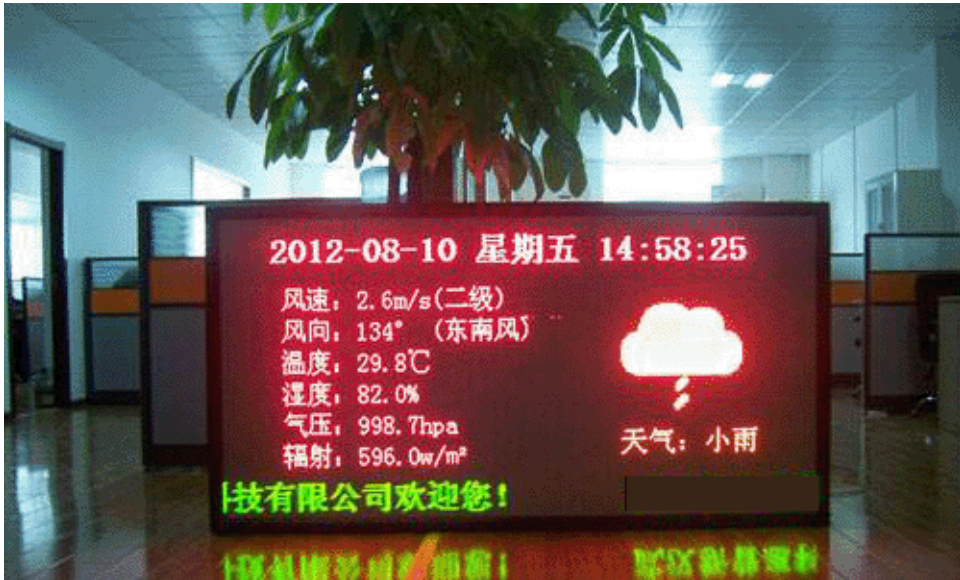 2012-08-10 星期五 14:58:25
风速：2.6m/s(二级)
风向：134° (东南风)
温度：29.8℃
湿度：82.0%
气压：998.7hpa
辐射：596.0w/m²
天气：小雨
技有限公司欢迎您！